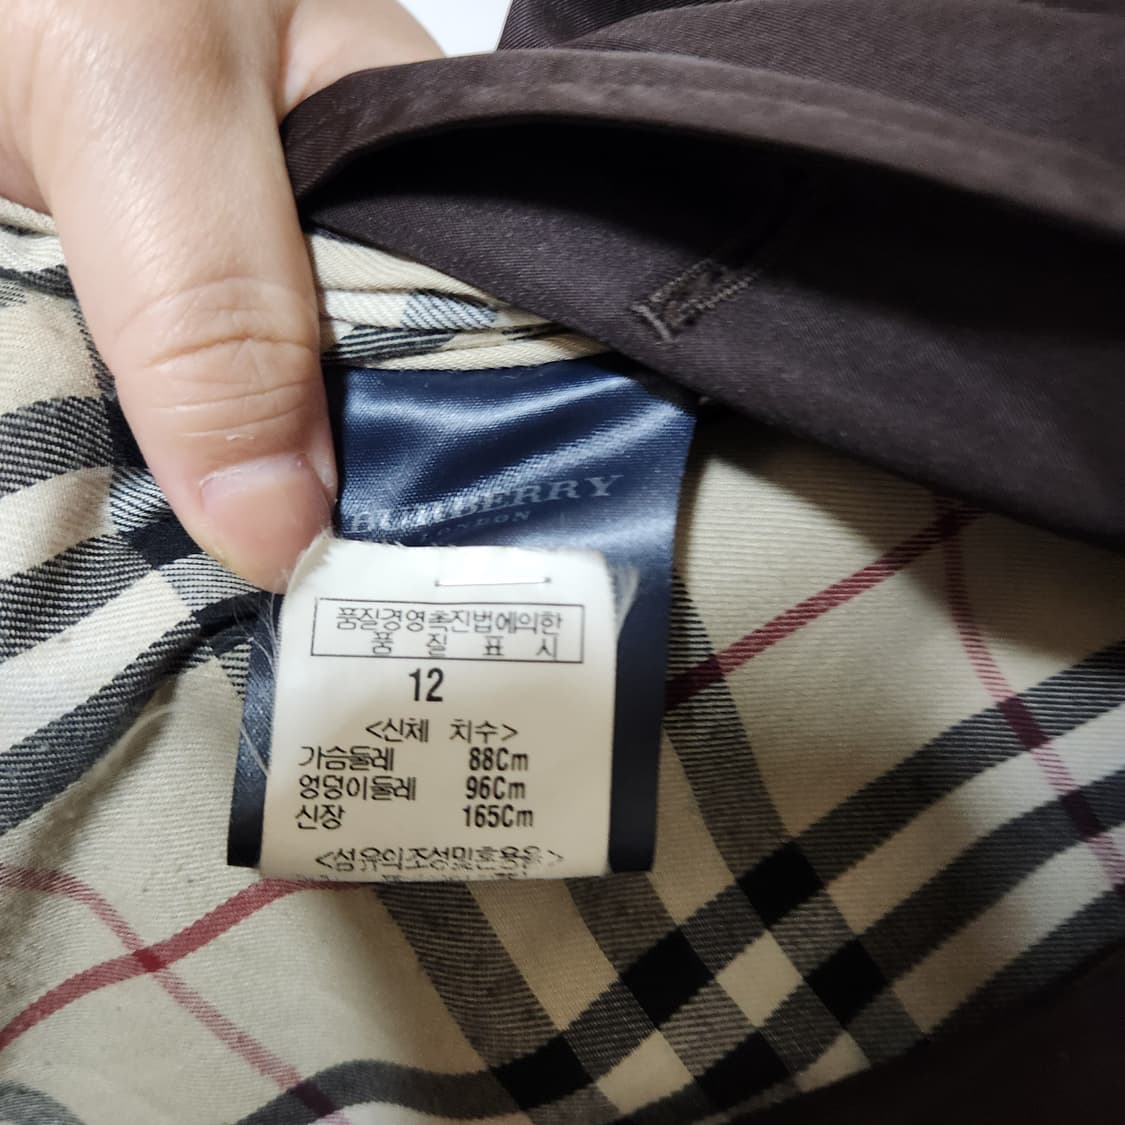 BURBERRY
LONDON
품질경영촉진법에의한
품 질 표 시
12
<신체 치수>
가슴둘레 88Cm
엉덩이둘레 96Cm
신장 165Cm
<섬유의조성및혼용율>